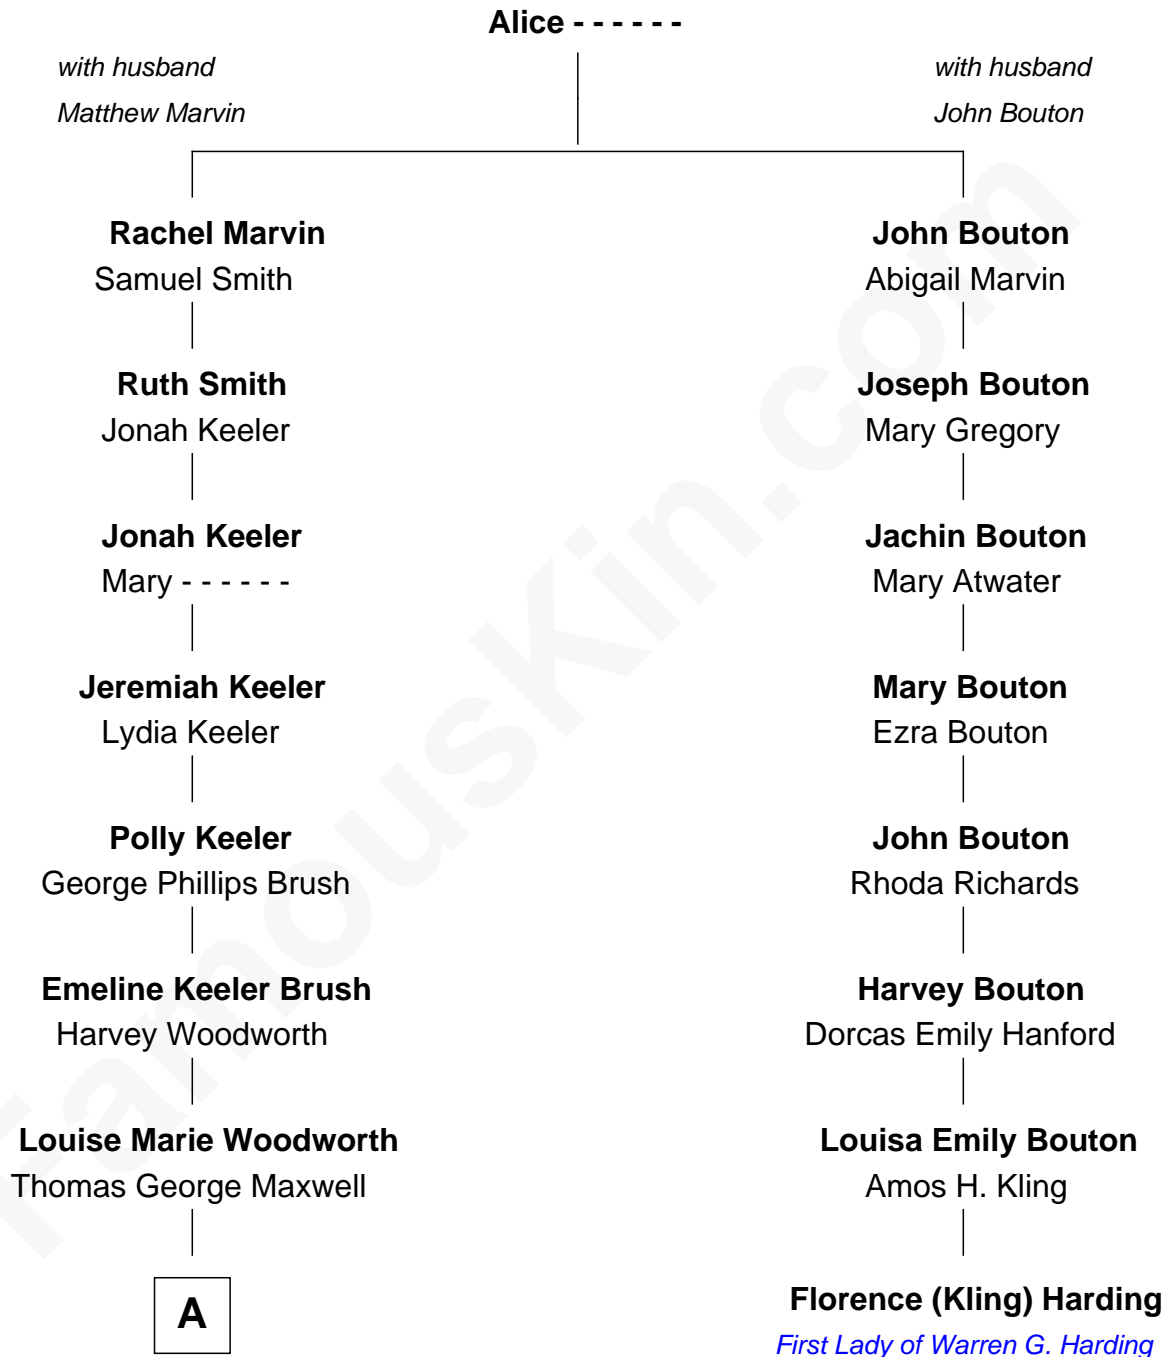 Alice - - - - - -
with husband
Matthew Marvin
with husband
John Bouton
Rachel Marvin
Samuel Smith
Ruth Smith
Jonah Keeler
Jonah Keeler
Mary - - - - - -
Jeremiah Keeler
Lydia Keeler
Polly Keeler
George Phillips Brush
Emeline Keeler Brush
Harvey Woodworth
Louise Marie Woodworth
Thomas George Maxwell
A
John Bouton
Abigail Marvin
Joseph Bouton
Mary Gregory
Jachin Bouton
Mary Atwater
Mary Bouton
Ezra Bouton
John Bouton
Rhoda Richards
Harvey Bouton
Dorcas Emily Hanford
Louisa Emily Bouton
Amos H. Kling
Florence (Kling) Harding
First Lady of Warren G. Harding
FamousKin.com